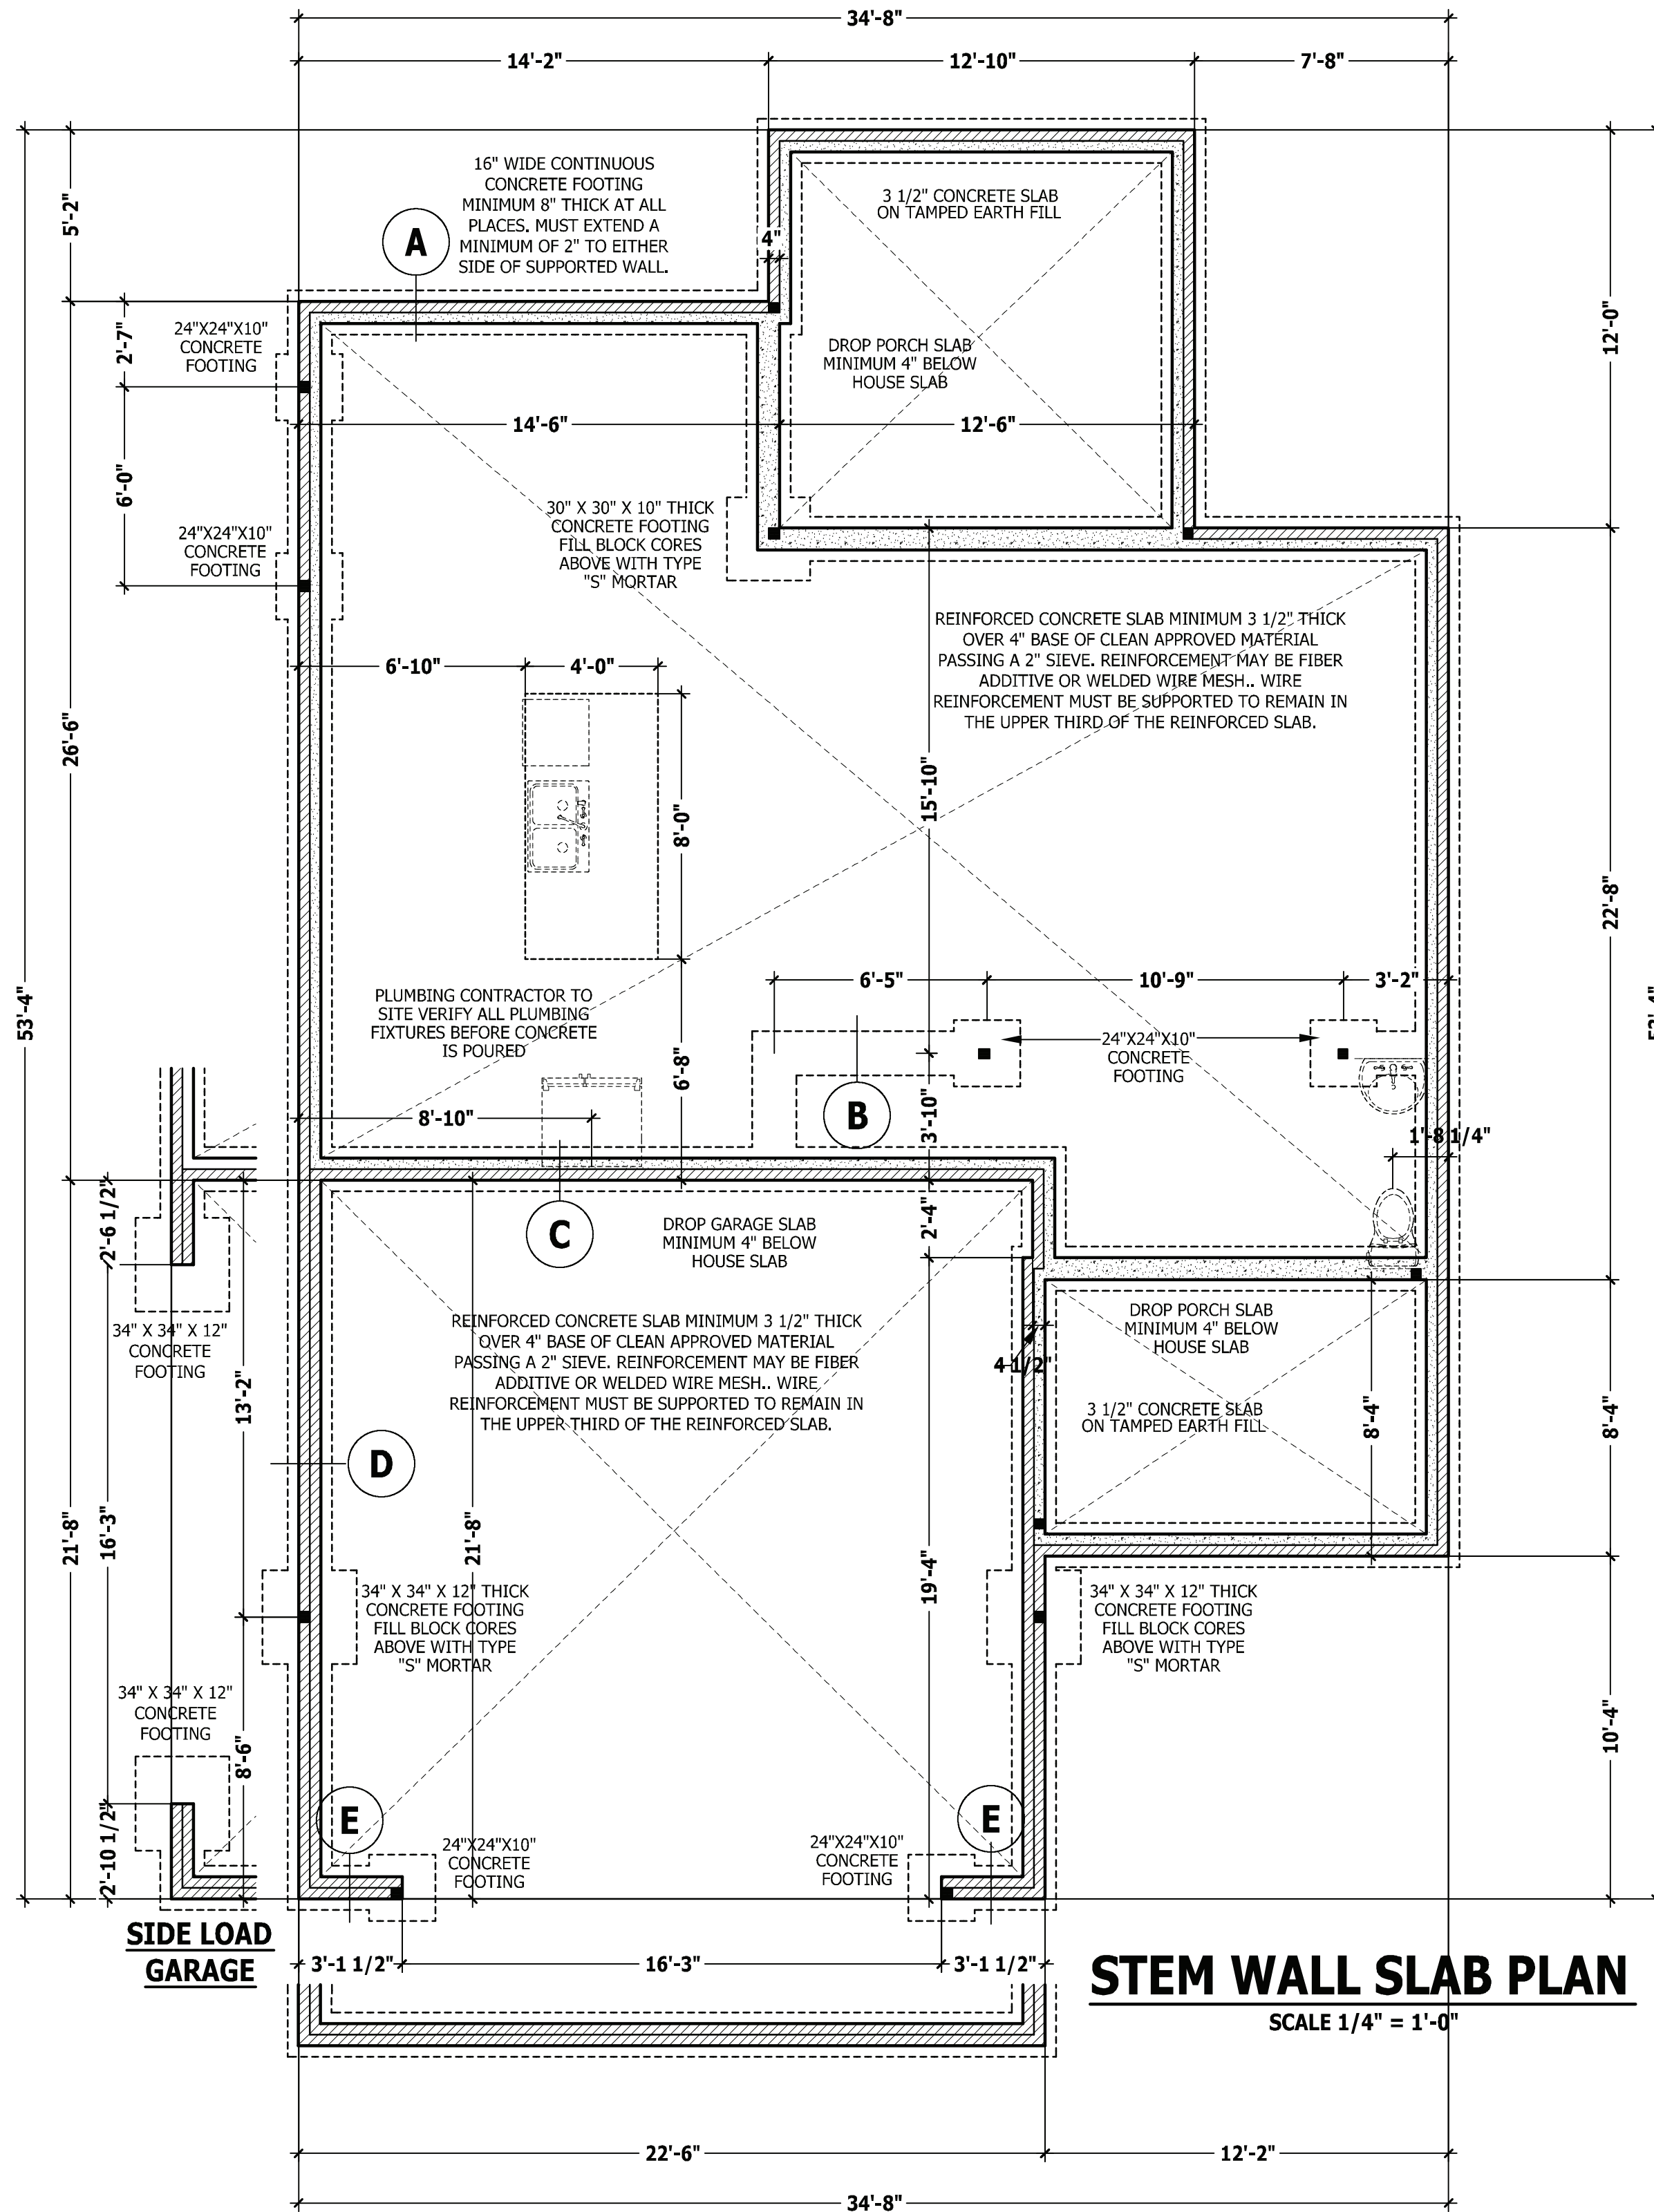 34'-8"
14'-2"
12'-10"
7'-8"
5'-2"
16" WIDE CONTINUOUS
CONCRETE FOOTING
MINIMUM 8" THICK AT ALL
PLACES. MUST EXTEND A
MINIMUM OF 2" TO EITHER
SIDE OF SUPPORTED WALL.
A
4"
3 1/2" CONCRETE SLAB
ON TAMPED EARTH FILL
12'-0"
2'-7"
24"X24"X10"
CONCRETE
FOOTING
DROP PORCH SLAB
MINIMUM 4" BELOW
HOUSE SLAB
14'-6"
12'-6"
6'-0"
24"X24"X10"
CONCRETE
FOOTING
30" X 30" X 10" THICK
CONCRETE FOOTING
FILL BLOCK CORES
ABOVE WITH TYPE
"S" MORTAR
REINFORCED CONCRETE SLAB MINIMUM 3 1/2" THICK
OVER 4" BASE OF CLEAN APPROVED MATERIAL
PASSING A 2" SIEVE. REINFORCEMENT MAY BE FIBER
ADDITIVE OR WELDED WIRE MESH.. WIRE
REINFORCEMENT MUST BE SUPPORTED TO REMAIN IN
THE UPPER THIRD OF THE REINFORCED SLAB.
6'-10"
4'-0"
26'-6"
15'-10"
8'-0"
22'-8"
53'-4"
6'-5"
10'-9"
3'-2"
PLUMBING CONTRACTOR TO
SITE VERIFY ALL PLUMBING
FIXTURES BEFORE CONCRETE
IS POURED
24"X24"X10"
CONCRETE
FOOTING
6'-8"
8'-10"
B
3'-10"
1'-8 1/4"
2'-6 1/2"
C
DROP GARAGE SLAB
MINIMUM 4" BELOW
HOUSE SLAB
2'-4"
34" X 34" X 12"
CONCRETE
FOOTING
REINFORCED CONCRETE SLAB MINIMUM 3 1/2" THICK
OVER 4" BASE OF CLEAN APPROVED MATERIAL
PASSING A 2" SIEVE. REINFORCEMENT MAY BE FIBER
ADDITIVE OR WELDED WIRE MESH.. WIRE
REINFORCEMENT MUST BE SUPPORTED TO REMAIN IN
THE UPPER THIRD OF THE REINFORCED SLAB.
DROP PORCH SLAB
MINIMUM 4" BELOW
HOUSE SLAB
4 1/2"
3 1/2" CONCRETE SLAB
ON TAMPED EARTH FILL
8'-4"
8'-4"
13'-2"
D
21'-8"
16'-3"
21'-8"
19'-4"
34" X 34" X 12" THICK
CONCRETE FOOTING
FILL BLOCK CORES
ABOVE WITH TYPE
"S" MORTAR
34" X 34" X 12" THICK
CONCRETE FOOTING
FILL BLOCK CORES
ABOVE WITH TYPE
"S" MORTAR
34" X 34" X 12"
CONCRETE
FOOTING
8'-6"
10'-4"
2'-10 1/2"
E
24"X24"X10"
CONCRETE
FOOTING
24"X24"X10"
CONCRETE
FOOTING
E
SIDE LOAD
GARAGE
3'-1 1/2"
16'-3"
3'-1 1/2"
STEM WALL SLAB PLAN
SCALE 1/4" = 1'-0"
22'-6"
12'-2"
34'-8"